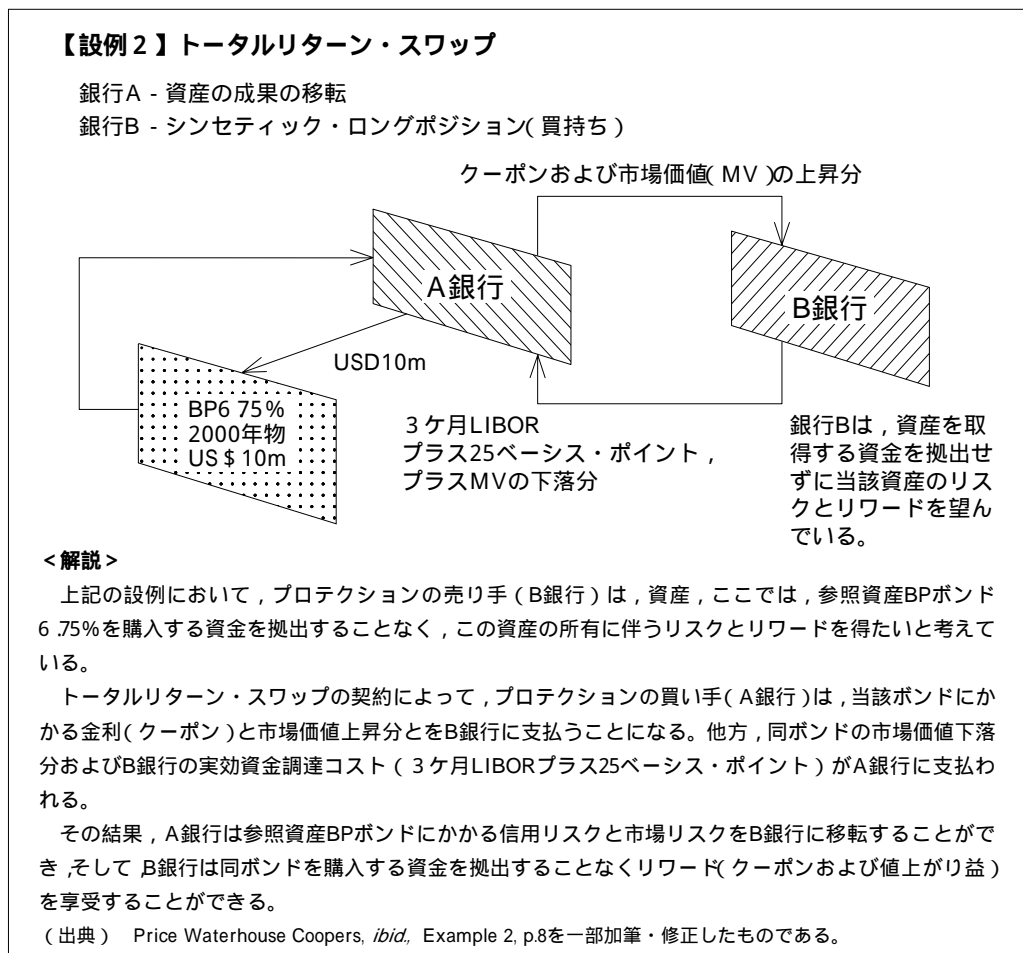 【設例２】トータルリターン・スワップ
銀行A - 資産の成果の移転
銀行B - シンセティック・ロングポジション（買持ち）
クーポンおよび市場価値（MV）の上昇分
A銀行
B銀行
USD10m
BP6 75%
2000年物
US＄10m
３ケ月LIBOR
プラス25ベーシス・ポイント，
プラスMVの下落分
銀行Bは，資産を取
得する資金を拠出せ
ずに当該資産のリス
クとリワードを望ん
でいる。
＜解説＞
上記の設例において，プロテクションの売り手（B銀行）は，資産，ここでは，参照資産BPボンド
6.75%を購入する資金を拠出することなく，この資産の所有に伴うリスクとリワードを得たいと考えて
いる。
トータルリターン・スワップの契約によって，プロテクションの買い手（A銀行）は，当該ボンドにか
かる金利（クーポン）と市場価値上昇分とをB銀行に支払うことになる。他方，同ボンドの市場価値下落
分およびB銀行の実効資金調達コスト（３ケ月LIBORプラス25ベーシス・ポイント）がA銀行に支払わ
れる。
その結果，A銀行は参照資産BPボンドにかかる信用リスクと市場リスクをB銀行に移転することがで
き，そして，B銀行は同ボンドを購入する資金を拠出することなくリワード（クーポンおよび値上がり益）
を享受することができる。
（出典） Price Waterhouse Coopers, ibid., Example 2, p.8を一部加筆・修正したものである。